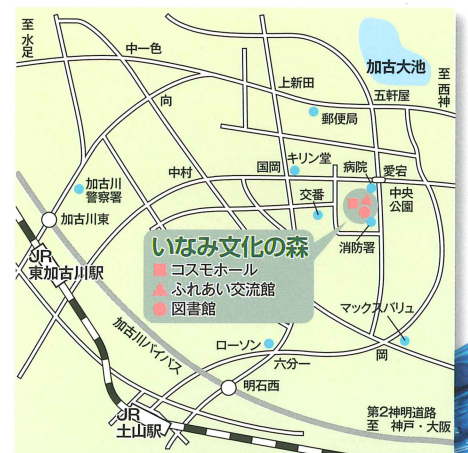 至
水
足
中一色
加古大池
至
西
神
上新田
五軒屋
向
郵便局
キリン堂
国岡
病院
愛宕
中村
加古川
警察署
交番
中央
公園
加古川東
消防署
いなみ文化の森
コスモホール
ふれあい交流館
図書館
JR
東加古川駅
マックスバリュ
加古川バイパス
ローソン
岡
六分一
明石西
JR
土山駅
第2神明道路
至 神戸・大阪